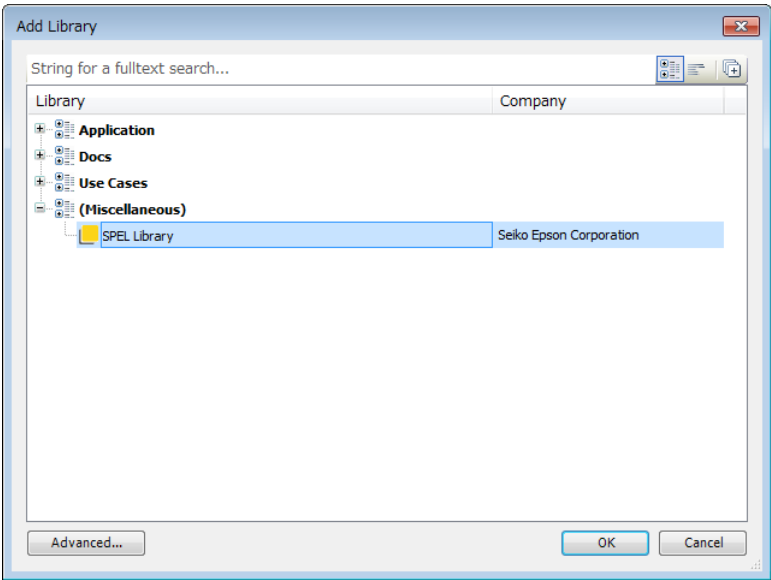 Add Library
String for a fulltext search...
Library Company
Application
Docs
Use Cases
(Miscellaneous)
SPEL Library Seiko Epson Corporation
Advanced... OK Cancel